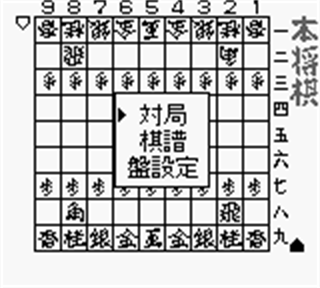 9 8 7 6 5 4 3 2 1
香桂銀金玉金銀桂香 一
飛 角 二
歩歩歩歩歩歩歩歩歩 三
四
五
六
歩歩歩歩歩歩歩歩歩 七
角 飛 八
香桂銀金玉金銀桂香 九
対局
棋譜
盤設定
本将棋